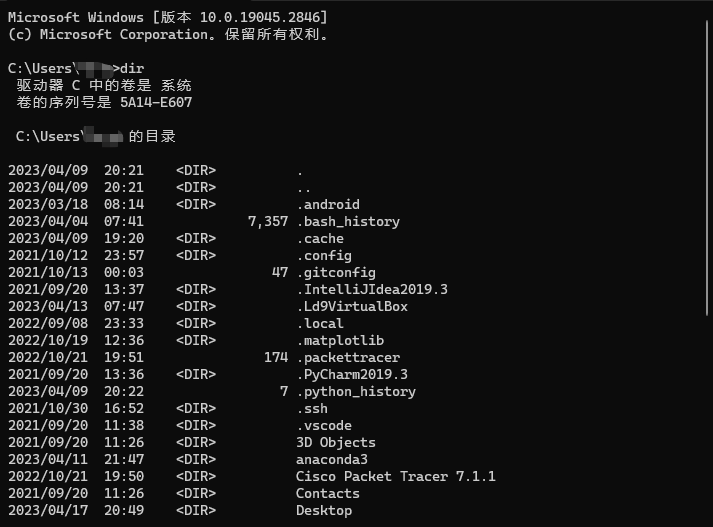 Microsoft Windows [版本 10.0.19045.2846]
(c) Microsoft Corporation。保留所有权利。
C:\Users\>dir
驱动器 C 中的卷是 系统
卷的序列号是 5A14-E607
C:\Users\ 的目录
2023/04/09  20:21    <DIR>          .
2023/04/09  20:21    <DIR>          ..
2023/03/18  08:14    <DIR>          .android
2023/04/04  07:41             7,357 .bash_history
2023/04/09  19:20    <DIR>          .cache
2021/10/12  23:57    <DIR>          .config
2021/10/13  00:03                47 .gitconfig
2021/09/20  13:37    <DIR>          .IntelliJIdea2019.3
2023/04/13  07:47    <DIR>          .Ld9VirtualBox
2022/09/08  23:33    <DIR>          .local
2022/10/19  12:36    <DIR>          .matplotlib
2022/10/21  19:51               174 .packettracer
2021/09/20  13:36    <DIR>          .PyCharm2019.3
2023/04/09  20:22                 7 .python_history
2021/10/30  16:52    <DIR>          .ssh
2021/09/20  11:38    <DIR>          .vscode
2021/09/20  11:26    <DIR>          3D Objects
2023/04/11  21:47    <DIR>          anaconda3
2022/10/21  19:50    <DIR>          Cisco Packet Tracer 7.1.1
2021/09/20  11:26    <DIR>          Contacts
2023/04/17  20:49    <DIR>          Desktop